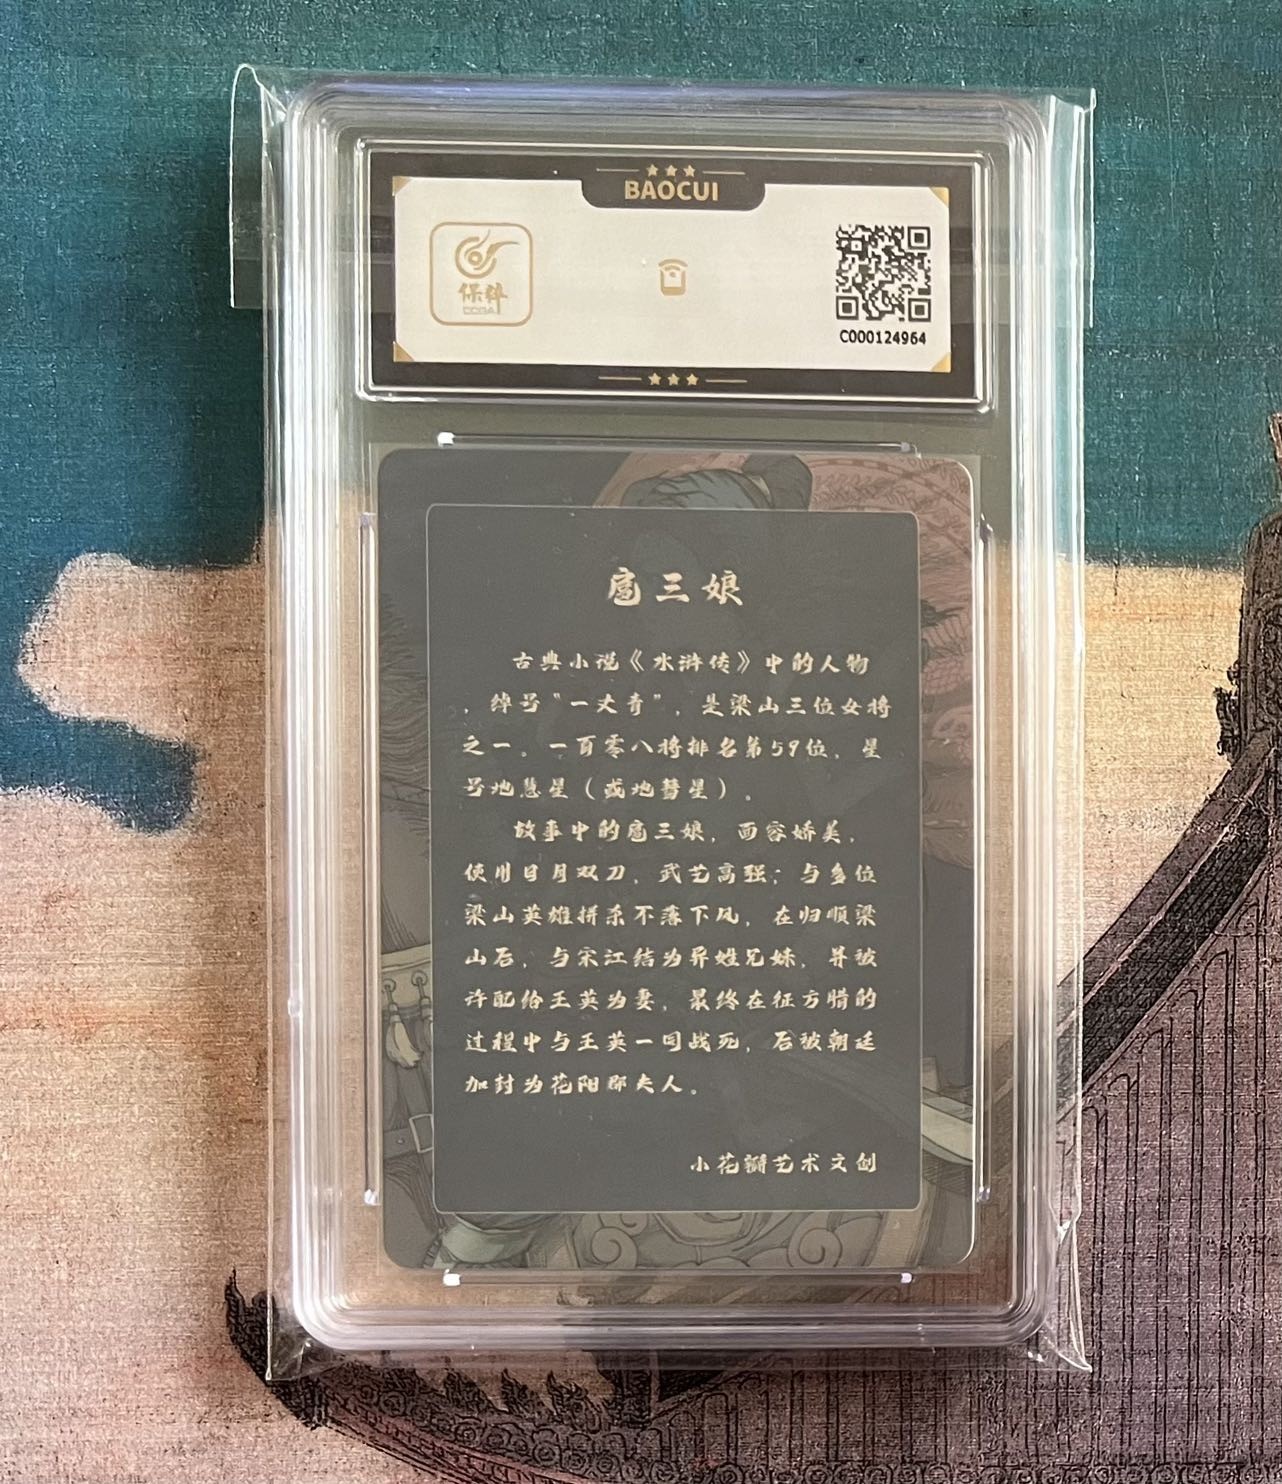 BAOCUI
保粹
CCGA
C000124964
扈三娘
古典小说《水浒传》中的人物
，绰号“一丈青”，是梁山三位女将
之一。一百零八将排名第59位，星
号地慧星（或地彗星）。
故事中的扈三娘，面容娇美，
使用日月双刀，武艺高强；与多位
梁山英雄拼杀不落下风，在归顺梁
山后，与宋江结为异姓兄妹，并被
许配给王英为妻，最终在征方腊的
过程中与王英一同战死，后被朝廷
加封为花阳郡夫人。
小花瓣艺术文创